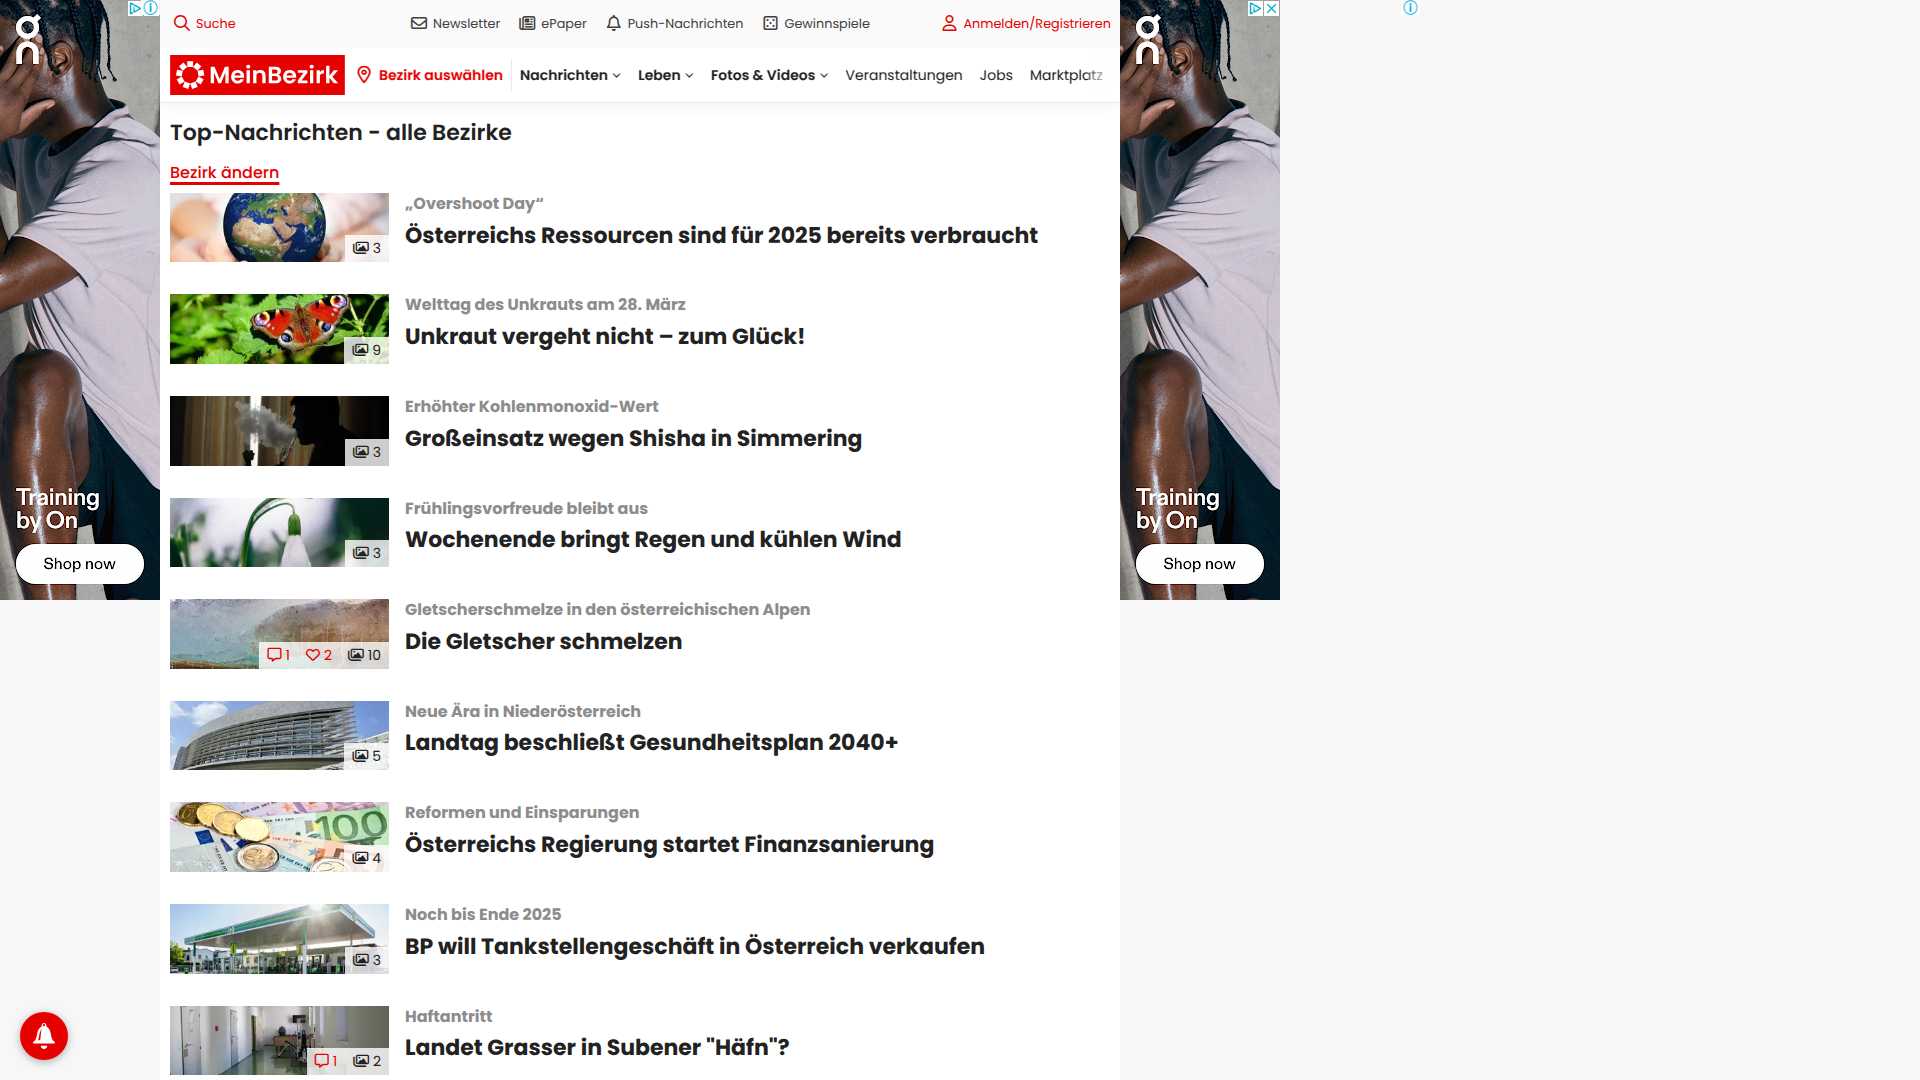 Suche
Newsletter
ePaper
Push-Nachrichten
Gewinnspiele
Anmelden/Registrieren
MeinBezirk
Bezirk auswählen
Nachrichten
Leben
Fotos & Videos
Veranstaltungen
Jobs
Marktplatz
Top-Nachrichten - alle Bezirke
Bezirk ändern
3
„Overshoot Day“
Österreichs Ressourcen sind für 2025 bereits verbraucht
9
Welttag des Unkrauts am 28. März
Unkraut vergeht nicht – zum Glück!
3
Erhöhter Kohlenmonoxid-Wert
Großeinsatz wegen Shisha in Simmering
3
Frühlingsvorfreude bleibt aus
Wochenende bringt Regen und kühlen Wind
1 2 10
Gletscherschmelze in den österreichischen Alpen
Die Gletscher schmelzen
5
Neue Ära in Niederösterreich
Landtag beschließt Gesundheitsplan 2040+
100
4
Reformen und Einsparungen
Österreichs Regierung startet Finanzsanierung
3
Noch bis Ende 2025
BP will Tankstellengeschäft in Österreich verkaufen
1 2
Haftantritt
Landet Grasser in Subener "Häfn"?
On
Training
by On
Shop now
On
Training
by On
Shop now